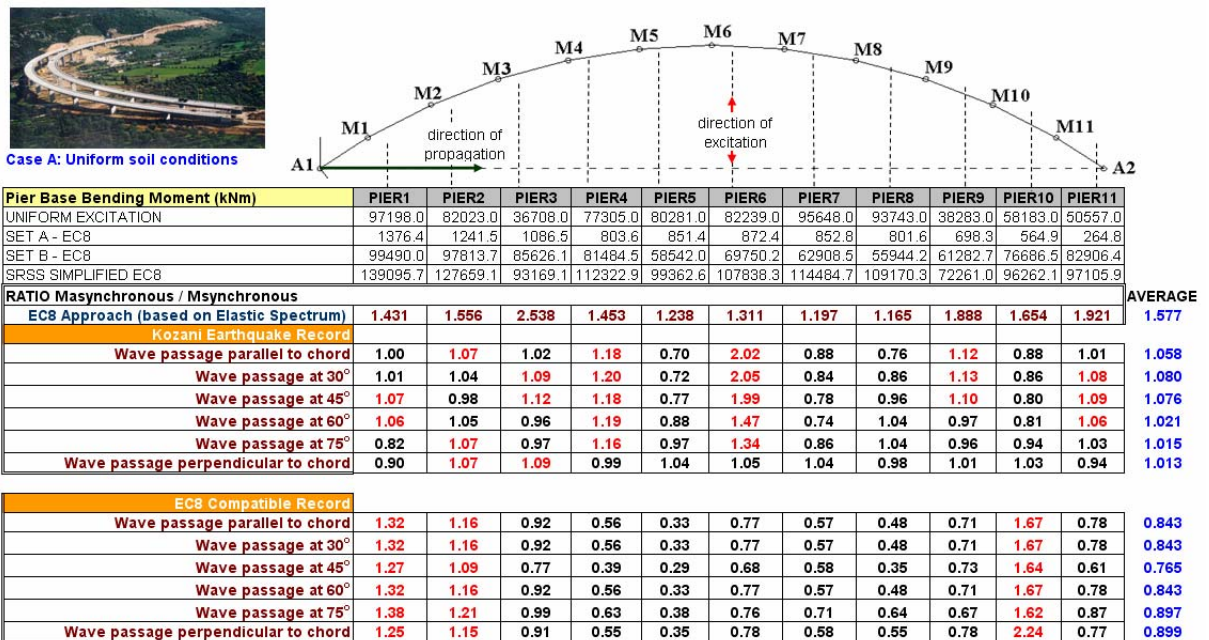 M6
M5
M7
M4
M8
M3
M9
M2
M10
M1
M11
direction of
propagation
direction of
excitation
Case A: Uniform soil conditions
A1
A2
Pier Base Bending Moment (kNm) PIER1 PIER2 PIER3 PIER4 PIER5 PIER6 PIER7 PIER8 PIER9 PIER10 PIER11
UNIFORM EXCITATION 97198.0 82023.0 36708.0 77305.0 80281.0 82239.0 95648.0 93743.0 38283.0 58183.0 50557.0
SET A - EC8 1376.4 1241.5 1086.5 803.6 851.4 872.4 852.8 801.6 698.3 564.9 264.8
SET B - EC8 99490.0 97813.7 85626.1 81484.5 58542.0 69750.2 62908.5 55944.2 61282.7 76686.5 82906.4
SRSS SIMPLIFIED EC8 139095.7 127659.1 93169.1 112322.9 99362.6 107838.3 114484.7 109170.3 72261.0 96262.1 97105.9
RATIO Masynchronous / Msynchronous AVERAGE
EC8 Approach (based on Elastic Spectrum) 1.431 1.556 2.538 1.453 1.238 1.311 1.197 1.165 1.888 1.654 1.921 1.577
Kozani Earthquake Record
Wave passage parallel to chord 1.00 1.07 1.02 1.18 0.70 2.02 0.88 0.76 1.12 0.88 1.01 1.058
Wave passage at 30° 1.01 1.04 1.09 1.20 0.72 2.05 0.84 0.86 1.13 0.86 1.08 1.080
Wave passage at 45° 1.07 0.98 1.12 1.18 0.77 1.99 0.78 0.96 1.10 0.80 1.09 1.076
Wave passage at 60° 1.06 1.05 0.96 1.19 0.88 1.47 0.74 1.04 0.97 0.81 1.06 1.021
Wave passage at 75° 0.82 1.07 0.97 1.16 0.97 1.34 0.86 1.04 0.96 0.94 1.03 1.015
Wave passage perpendicular to chord 0.90 1.07 1.09 0.99 1.04 1.05 1.04 0.98 1.01 1.03 0.94 1.013
EC8 Compatible Record
Wave passage parallel to chord 1.32 1.16 0.92 0.56 0.33 0.77 0.57 0.48 0.71 1.67 0.78 0.843
Wave passage at 30° 1.32 1.16 0.92 0.56 0.33 0.77 0.57 0.48 0.71 1.67 0.78 0.843
Wave passage at 45° 1.27 1.09 0.77 0.39 0.29 0.68 0.58 0.35 0.73 1.64 0.61 0.765
Wave passage at 60° 1.32 1.16 0.92 0.56 0.33 0.77 0.57 0.48 0.71 1.67 0.78 0.843
Wave passage at 75° 1.38 1.21 0.99 0.63 0.38 0.76 0.71 0.64 0.67 1.62 0.87 0.897
Wave passage perpendicular to chord 1.25 1.15 0.91 0.55 0.35 0.78 0.58 0.55 0.78 2.24 0.77 0.899